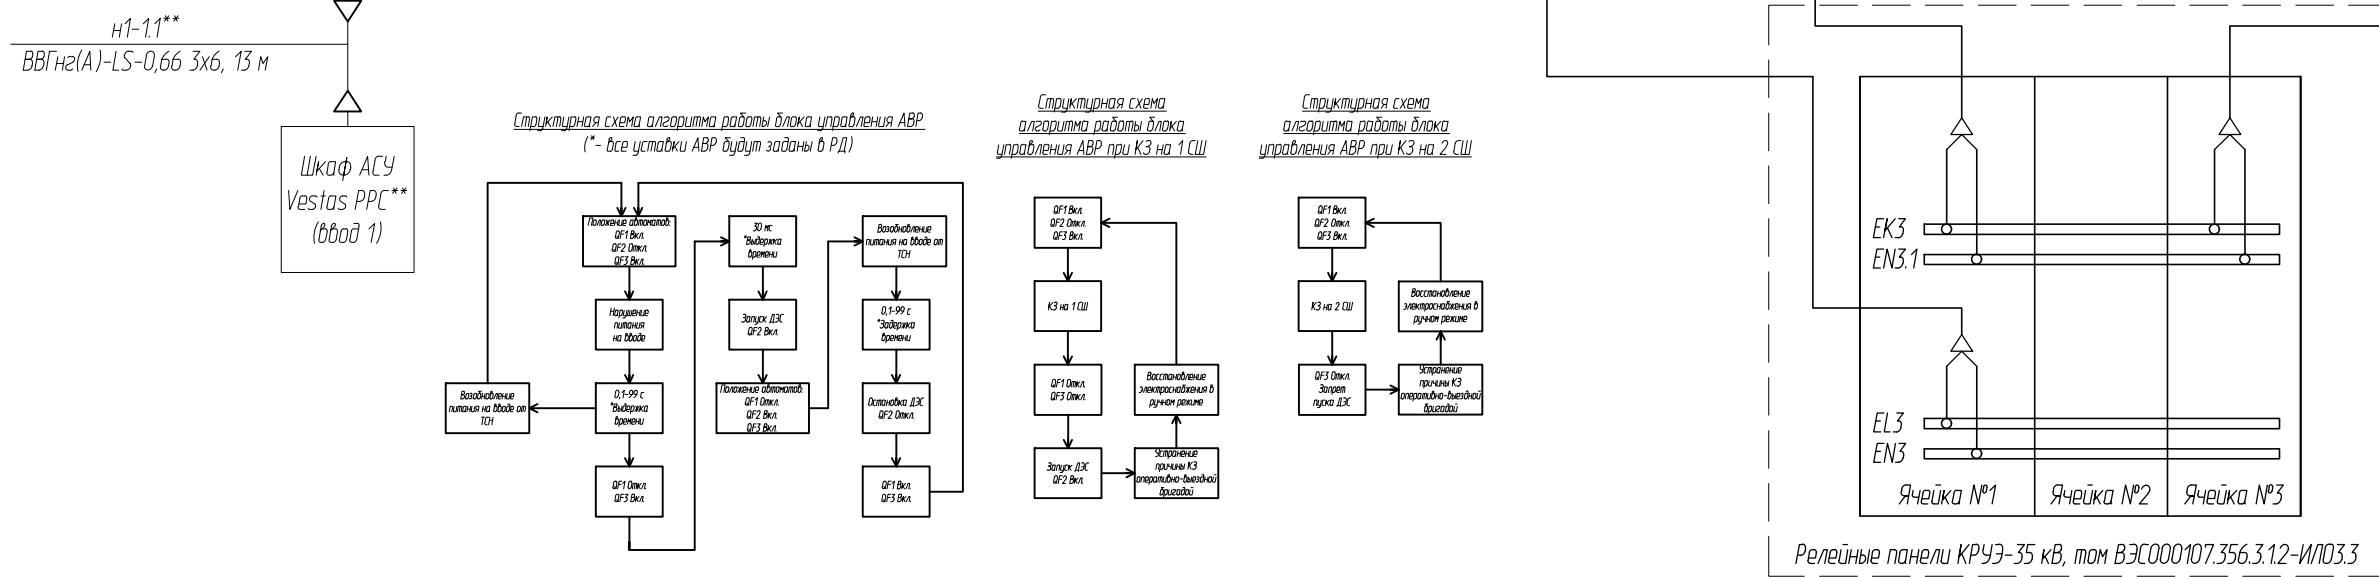 н1-1.1**
ВВГнг(А)-LS-0,66 3х6, 13 м
Шкаф АСУ
Vestas PPC**
(ввод 1)
Структурная схема алгоритма работы блока управления АВР
(*- все уставки АВР будут заданы в РД)
Положение автоматов:
QF1 Вкл.
QF2 Откл.
QF3 Вкл.
Нарушение
питания
на вводе
0,1-99 с
*Выдержка
времени
Возобновление
питания на вводе от
ТСН
QF1 Откл.
QF3 Вкл.
30 мс
*Выдержка
времени
Запуск ДЭС
QF2 Вкл.
Положение автоматов:
QF1 Откл.
QF2 Вкл.
QF3 Вкл.
Возобновление
питания на вводе от
ТСН
0,1-99 с
*Задержка
времени
Остановка ДЭС
QF2 Откл.
QF1 Вкл.
QF3 Вкл.
Структурная схема
алгоритма работы блока
управления АВР при КЗ на 1 СШ
QF1 Вкл.
QF2 Откл.
QF3 Вкл.
КЗ на 1 СШ
QF1 Откл.
QF3 Откл.
Запуск ДЭС
QF2 Вкл.
Устранение
причины КЗ
оперативно-выездной
бригадой
Восстановление
электроснабжения в
ручном режиме
Структурная схема
алгоритма работы блока
управления АВР при КЗ на 2 СШ
QF1 Вкл.
QF2 Откл.
QF3 Вкл.
КЗ на 2 СШ
QF3 Откл.
Запрет
пуска ДЭС
Устранение
причины КЗ
оперативно-выездной
бригадой
Восстановление
электроснабжения в
ручном режиме
EK3
EN3.1
EL3
EN3
Ячейка №1
Ячейка №2
Ячейка №3
Релейные панели КРУЭ-35 кВ, том ВЭС000107.356.3.1.2-ИЛО3.3